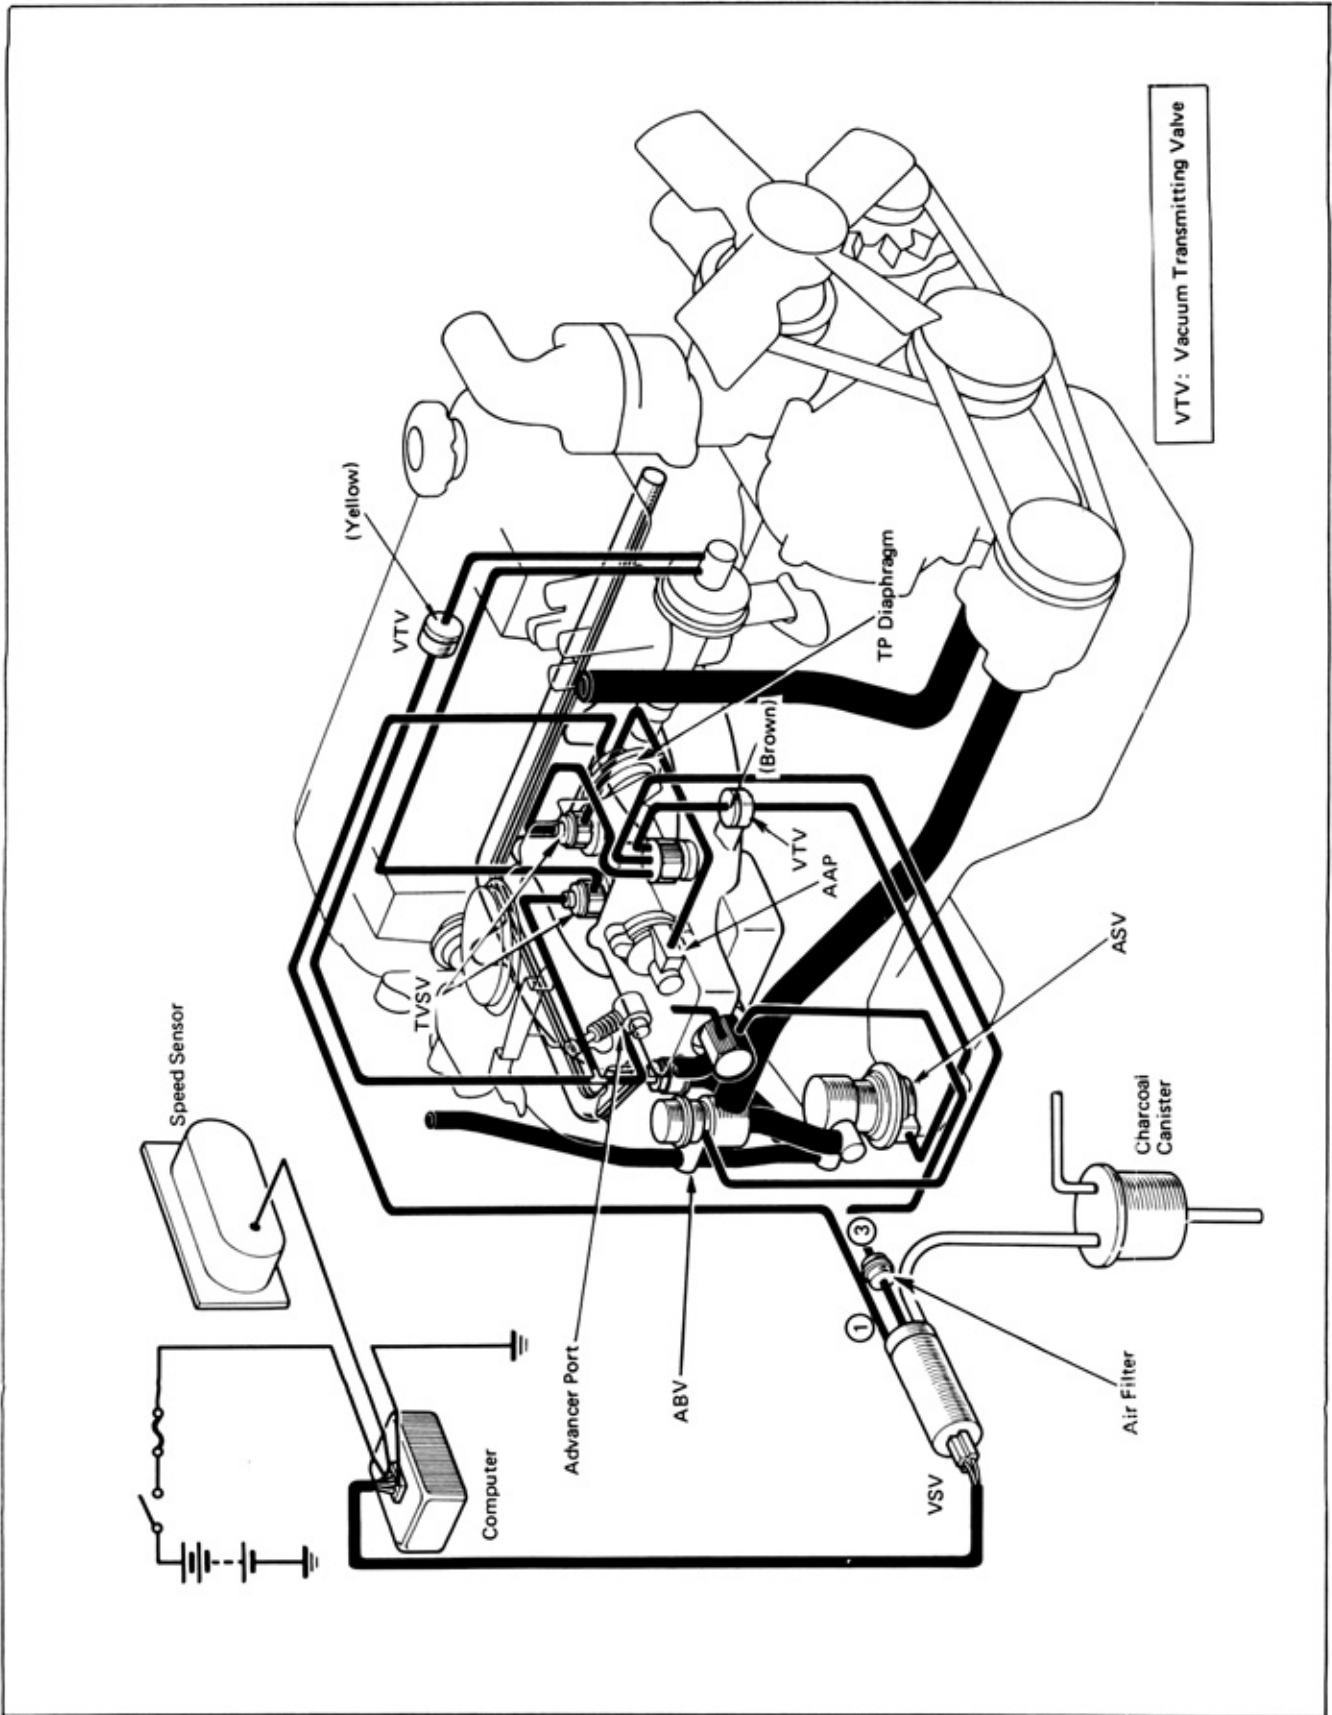 Speed Sensor
Computer
(Yellow)
VTV
TVSV
Advancer Port
ABV
VSV
Air Filter
①
③
Charcoal
Canister
ASV
AAP
VTV
(Brown)
TP Diaphragm
VTV: Vacuum Transmitting Valve